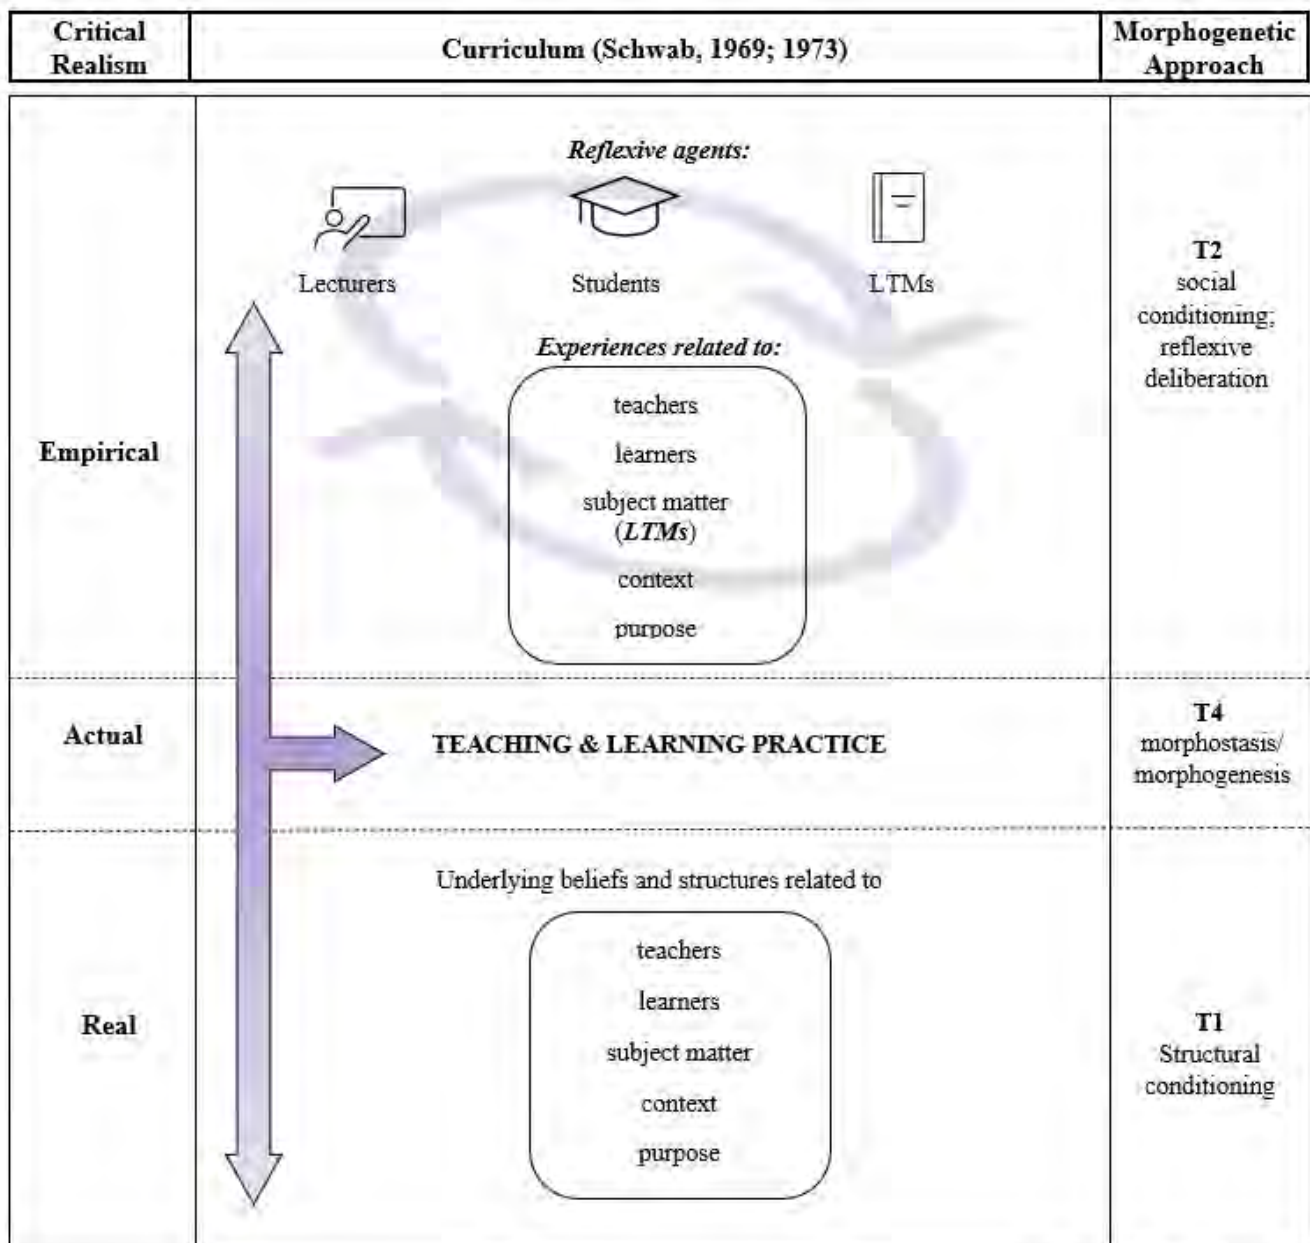 Critical
Realism
Curriculum (Schwab, 1969; 1973)
Morphogenetic
Approach
Reflexive agents:
Lecturers
Students
LTMs
Experiences related to:
teachers
learners
subject matter
(LTMs)
context
purpose
Empirical
T2
social
conditioning;
reflexive
deliberation
Actual
TEACHING & LEARNING PRACTICE
T4
morphostasis/
morphogenesis
Underlying beliefs and structures related to
teachers
learners
subject matter
context
purpose
Real
T1
Structural
conditioning